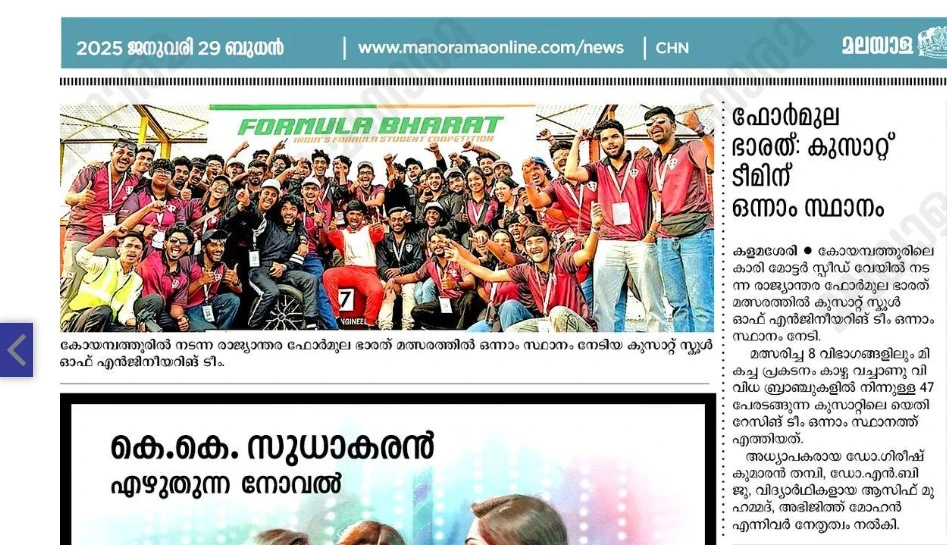 2025 ജനുവരി 29 ബുധൻ | www.manoramaonline.com/news | CHN
മലയാള
FORMULA BHARAT
INDIA'S FORMULA STUDENT COMPETITION
7
ENGINEE
കോയമ്പത്തൂരിൽ നടന്ന രാജ്യാന്തര ഫോർമുല ഭാരത് മത്സരത്തിൽ ഒന്നാം സ്ഥാനം നേടിയ കുസാറ്റ് സ്കൂൾ
ഓഫ് എൻജിനീയറിങ് ടീം.
ഫോർമുല
ഭാരത്: കുസാറ്റ്
ടീമിന്
ഒന്നാം സ്ഥാനം
കളമശേരി ● കോയമ്പത്തൂരിലെ
കാരി മോട്ടർ സ്പീഡ് വേയിൽ നട
ന്ന രാജ്യാന്തര ഫോർമുല ഭാരത്
മത്സരത്തിൽ കുസാറ്റ് സ്കൂൾ
ഓഫ് എൻജിനീയറിങ് ടീം ഒന്നാം
സ്ഥാനം നേടി.
മത്സരിച്ച 8 വിഭാഗങ്ങളിലും മി
കച്ച പ്രകടനം കാഴ്ച വച്ചാണു വി
വിധ ബ്രാഞ്ചുകളിൽ നിന്നുള്ള 47
പേരടങ്ങുന്ന കുസാറ്റിലെ യെതി
റേസിങ് ടീം ഒന്നാം സ്ഥാനത്ത്
എത്തിയത്.
അധ്യാപകരായ ഡോ.ഗിരീഷ്
കുമാരൻ തമ്പി, ഡോ.എൻ.ബി
ജു, വിദ്യാർഥികളായ ആസിഫ് മു
ഹമ്മദ്, അഭിജിത്ത് മോഹൻ
എന്നിവർ നേതൃത്വം നൽകി.
കെ.കെ. സുധാകരൻ
എഴുതുന്ന നോവൽ